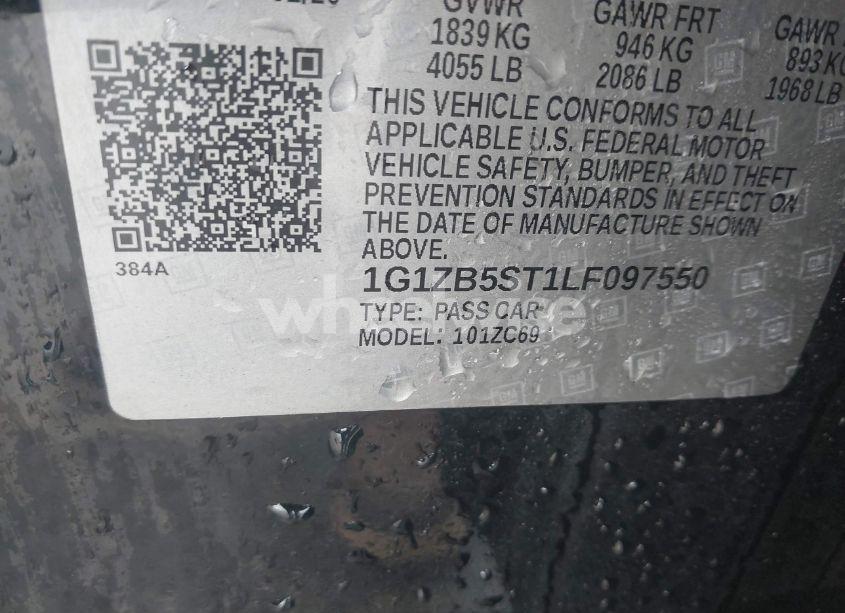 GVWR
GAWR FRT
GAWR
1839 KG
946 KG
893 KG
4055 LB
2086 LB
1968 LB
THIS VEHICLE CONFORMS TO ALL
APPLICABLE U.S. FEDERAL MOTOR
VEHICLE SAFETY, BUMPER, AND THEFT
PREVENTION STANDARDS IN EFFECT ON
THE DATE OF MANUFACTURE SHOWN
ABOVE.
384A
1G1ZB5ST1LF097550
TYPE: PASS CAR
MODEL: 101ZC69
GM